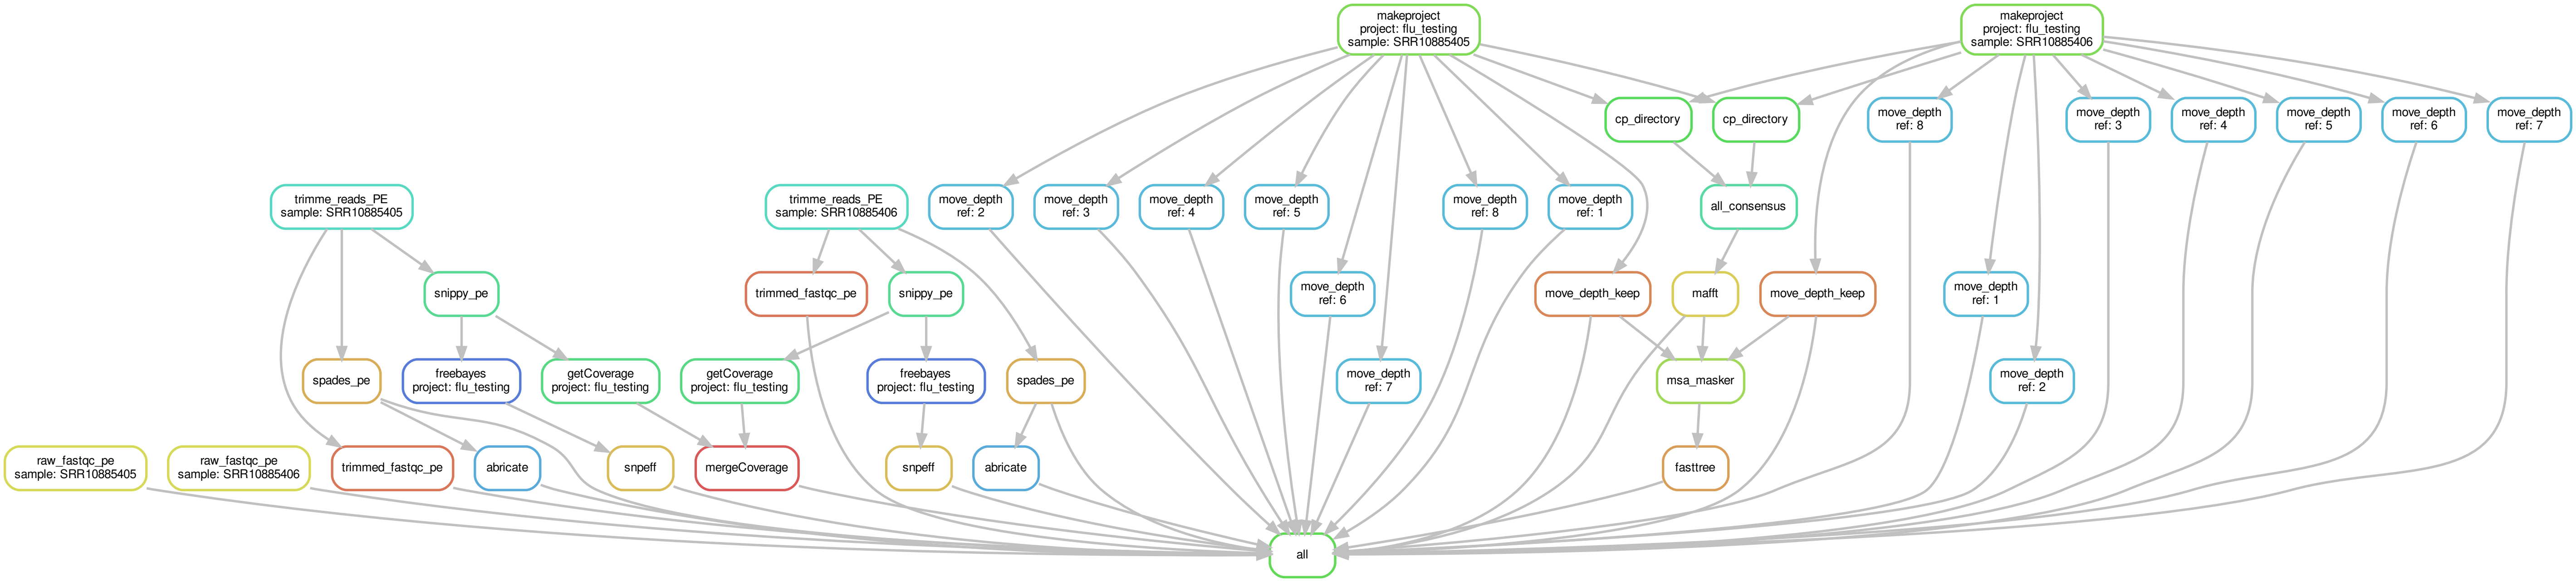 makeproject
project: flu_testing
sample: SRR10885405
makeproject
project: flu_testing
sample: SRR10885406
cp_directory
cp_directory
move_depth
ref: 8
move_depth
ref: 3
move_depth
ref: 4
move_depth
ref: 5
move_depth
ref: 6
move_depth
ref: 7
trimme_reads_PE
sample: SRR10885405
trimme_reads_PE
sample: SRR10885406
move_depth
ref: 2
move_depth
ref: 3
move_depth
ref: 4
move_depth
ref: 5
move_depth
ref: 8
move_depth
ref: 1
all_consensus
snippy_pe
trimmed_fastqc_pe
snippy_pe
move_depth
ref: 6
move_depth_keep
mafft
move_depth_keep
move_depth
ref: 1
spades_pe
freebayes
project: flu_testing
getCoverage
project: flu_testing
getCoverage
project: flu_testing
freebayes
project: flu_testing
spades_pe
move_depth
ref: 7
msa_masker
move_depth
ref: 2
raw_fastqc_pe
sample: SRR10885405
raw_fastqc_pe
sample: SRR10885406
trimmed_fastqc_pe
abricate
snpeff
mergeCoverage
snpeff
abricate
fasttree
all